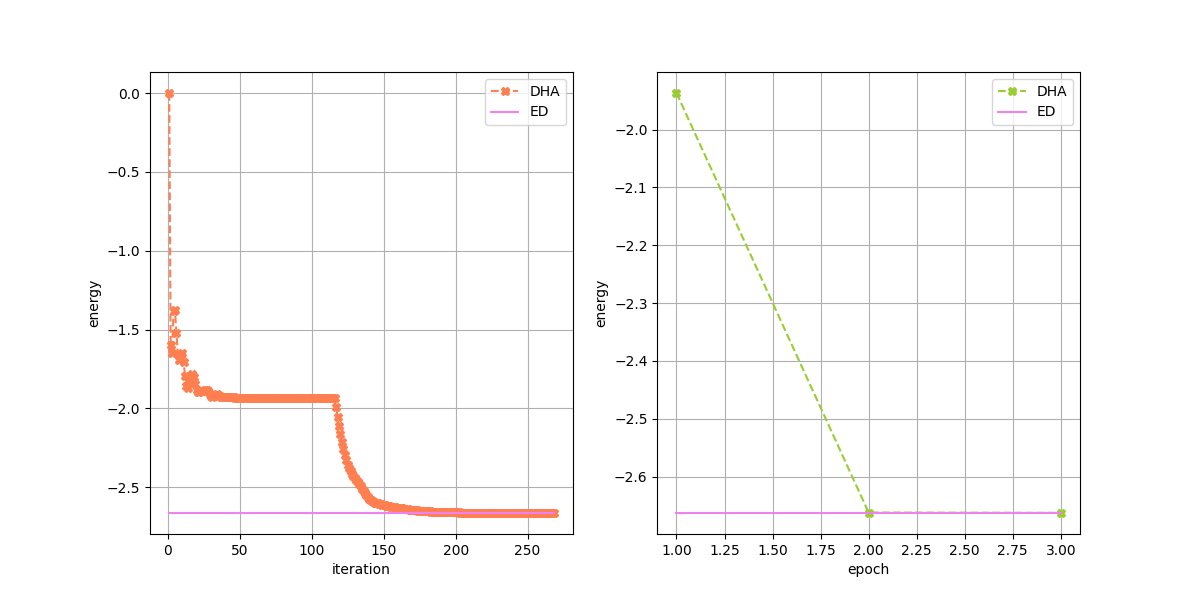 0.0
−0.5
−1.0
−1.5
−2.0
−2.5
energy
0 50 100 150 200 250
iteration
DHA
ED
−2.0
−2.1
−2.2
−2.3
−2.4
−2.5
−2.6
energy
1.00 1.25 1.50 1.75 2.00 2.25 2.50 2.75 3.00
epoch
DHA
ED